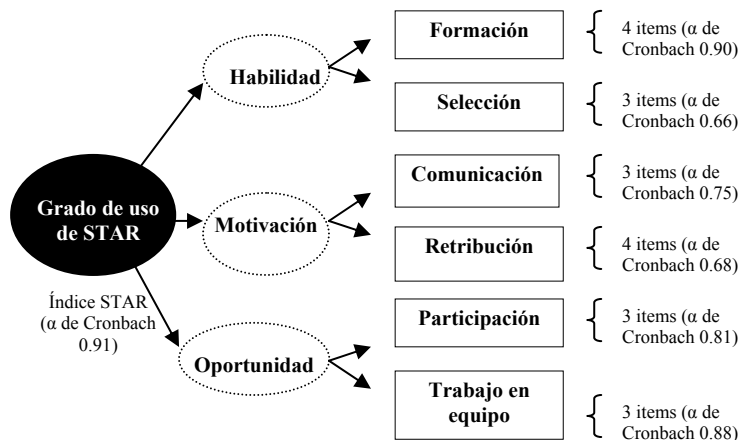 Formación
4 items (α de
Cronbach 0.90)
Habilidad
Selección
3 items (α de
Cronbach 0.66)
Grado de uso
de STAR
Comunicación
3 items (α de
Cronbach 0.75)
Motivación
Retribución
4 items (α de
Cronbach 0.68)
Índice STAR
(α de Cronbach
0.91)
Participación
3 items (α de
Cronbach 0.81)
Oportunidad
Trabajo en
equipo
3 items (α de
Cronbach 0.88)